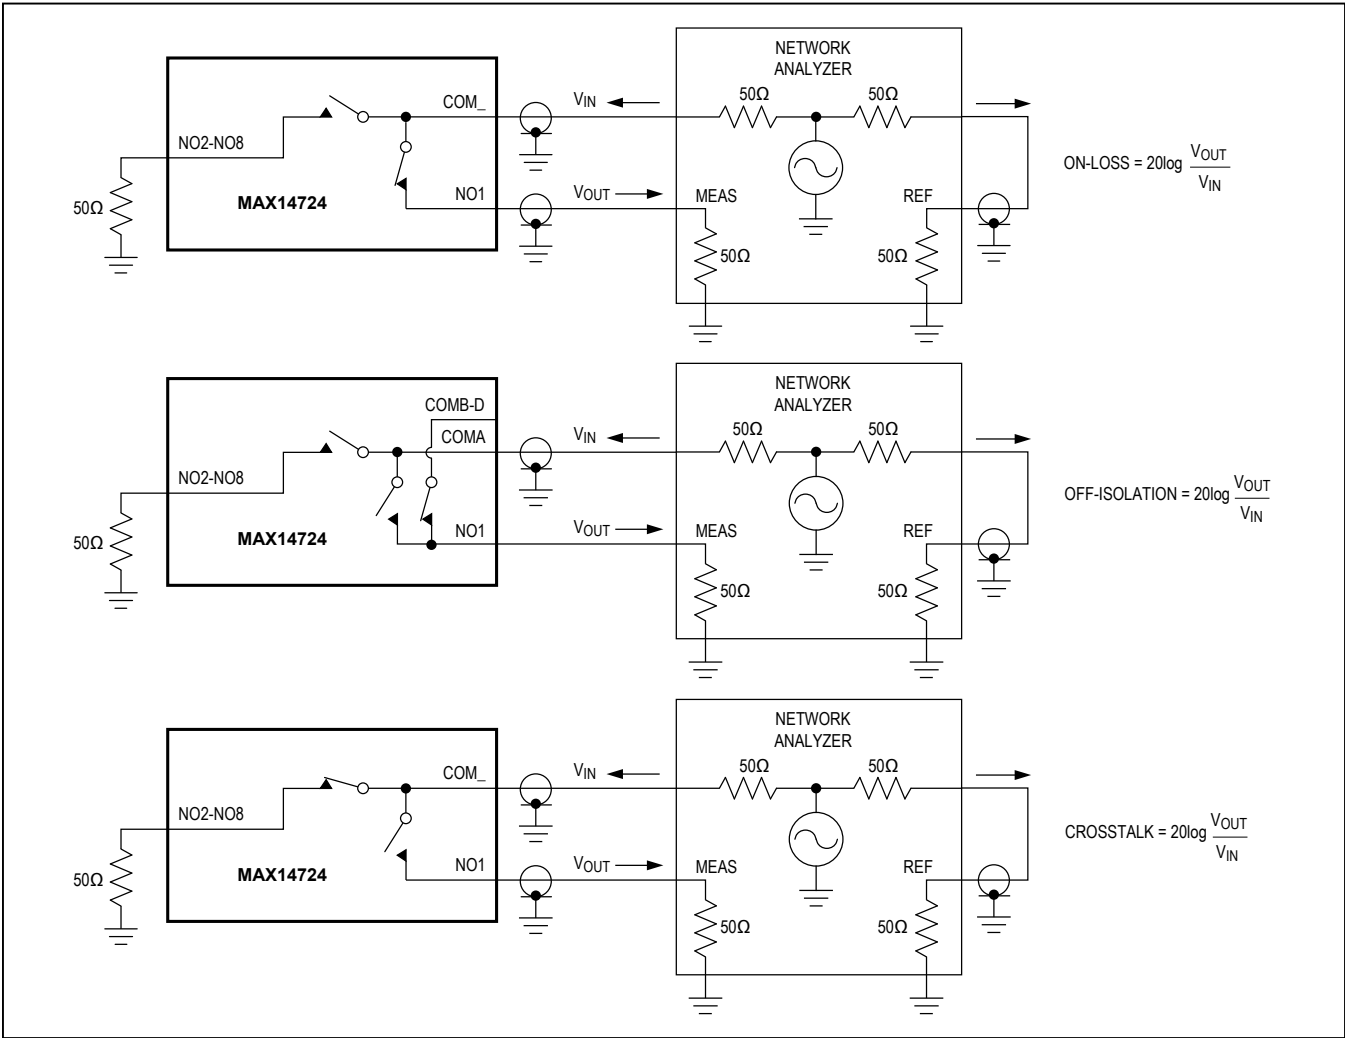 NETWORK
ANALYZER
50Ω
50Ω
COM_
VIN
NO2-NO8
50Ω
MAX14724
NO1
VOUT
MEAS
REF
50Ω
50Ω
ON-LOSS = 20log VOUT
VIN
NETWORK
ANALYZER
COMB-D
50Ω
50Ω
COMA
VIN
NO2-NO8
50Ω
MAX14724
NO1
VOUT
MEAS
REF
50Ω
50Ω
OFF-ISOLATION = 20log VOUT
VIN
NETWORK
ANALYZER
50Ω
50Ω
COM_
VIN
NO2-NO8
50Ω
MAX14724
NO1
VOUT
MEAS
REF
50Ω
50Ω
CROSSTALK = 20log VOUT
VIN